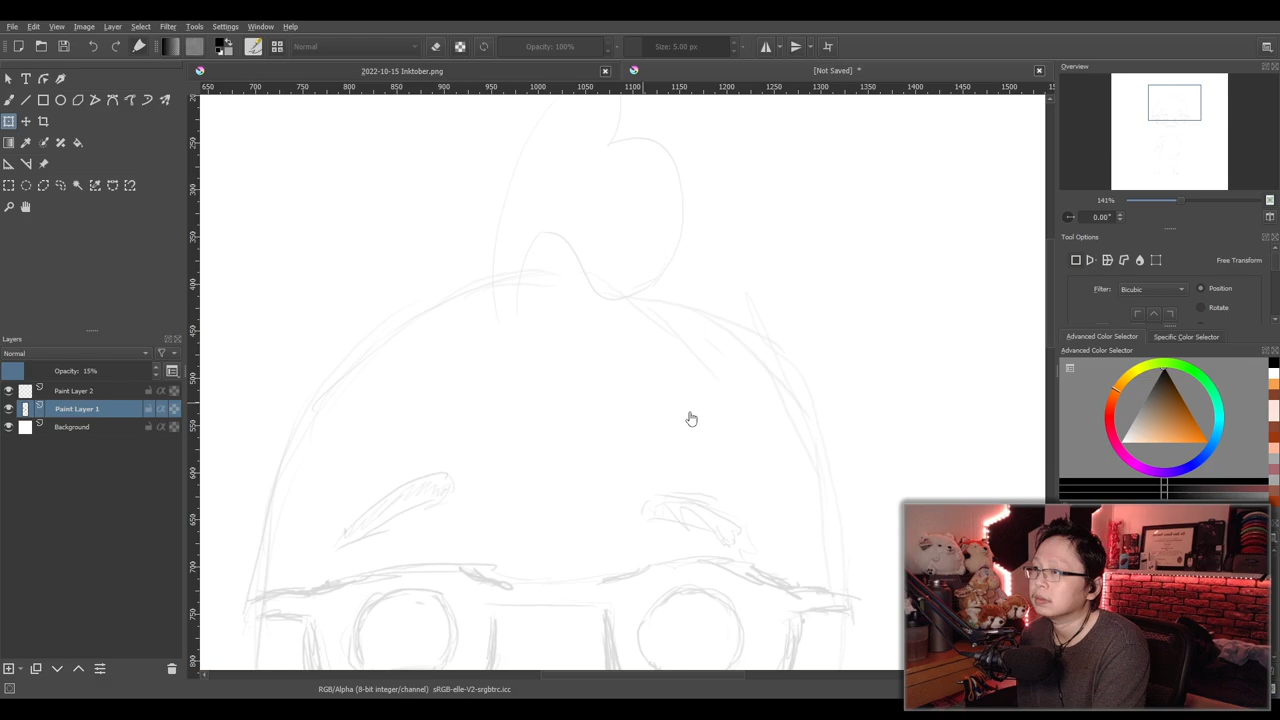 File Edit View Image Layer Select Filter Tools Settings Window Help
Normal Opacity: 100% Size: 5.00 px
2022-10-15 Inktober.png [Not Saved] *
650 700 750 800 850 900 950 1000 1050 1100 1150 1200 1250 1300 1350 1400 1450 1500
Overview
141%
0.00°
Tool Options
Free Transform
Filter: Bicubic Position
Rotate
Advanced Color Selector Specific Color Selector
Advanced Color Selector
Layers
Normal
Opacity: 15%
Paint Layer 2
Paint Layer 1
Background
RGB/Alpha (8-bit integer/channel) sRGB-elle-V2-srgbtrc.icc